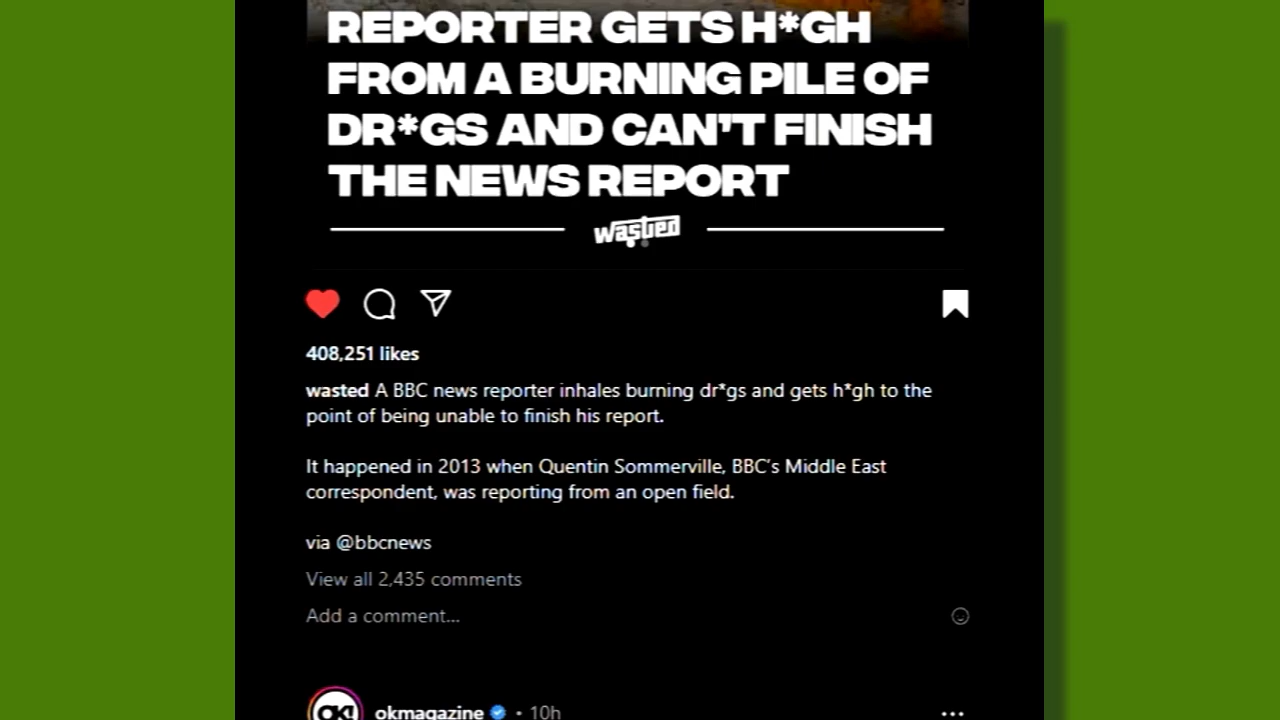 REPORTER GETS H*GH
FROM A BURNING PILE OF
DR*GS AND CAN'T FINISH
THE NEWS REPORT
wasted
408,251 likes
wasted A BBC news reporter inhales burning dr*gs and gets h*gh to the
point of being unable to finish his report.
It happened in 2013 when Quentin Sommerville, BBC's Middle East
correspondent, was reporting from an open field.
via @bbcnews
View all 2,435 comments
Add a comment...
OK!
okmagazine • 10h